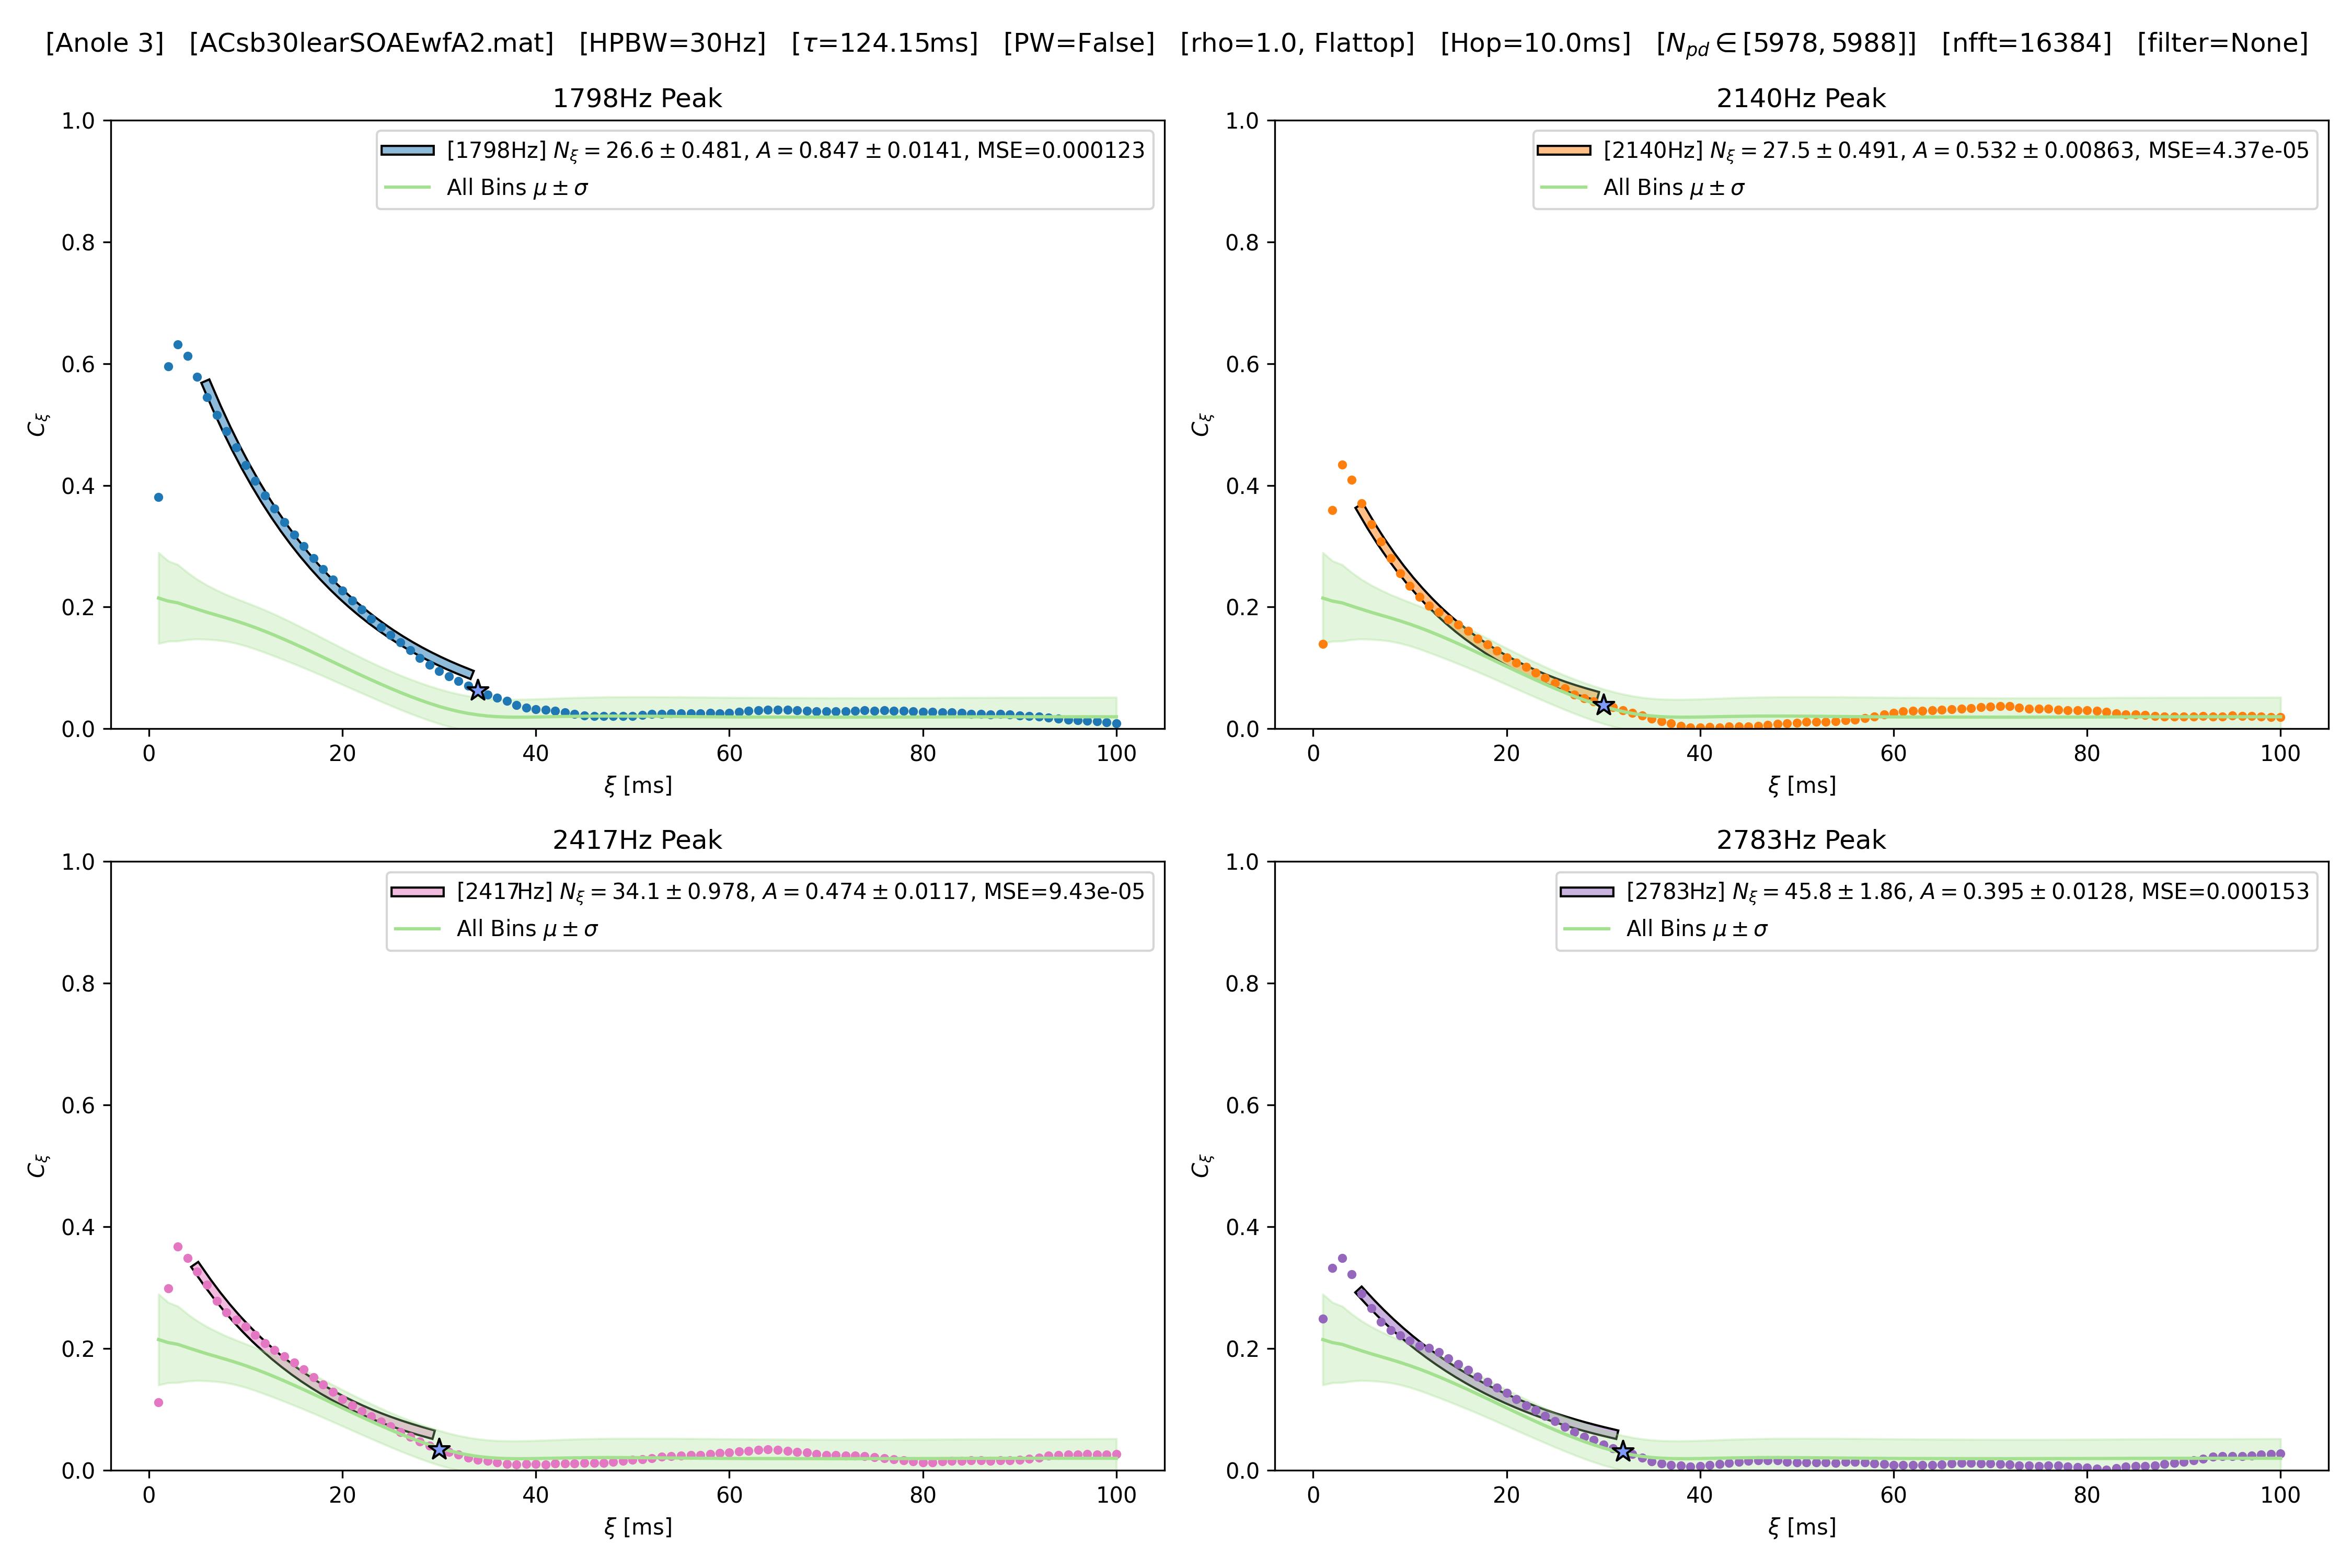 [Anole 3] [ACsb30learSOAEwfA2.mat] [HPBW=30Hz] [τ=124.15ms] [PW=False] [rho=1.0, Flattop] [Hop=10.0ms] [N_pd ∈ [5978, 5988]] [nfft=16384] [filter=None]
1798Hz Peak
[1798Hz] N_ξ = 26.6 ± 0.481, A = 0.847 ± 0.0141, MSE=0.000123
All Bins μ ± σ
1.0
0.8
0.6
0.4
0.2
0.0
C_ξ
0 20 40 60 80 100
ξ [ms]
2140Hz Peak
[2140Hz] N_ξ = 27.5 ± 0.491, A = 0.532 ± 0.00863, MSE=4.37e-05
All Bins μ ± σ
1.0
0.8
0.6
0.4
0.2
0.0
C_ξ
0 20 40 60 80 100
ξ [ms]
2417Hz Peak
[2417Hz] N_ξ = 34.1 ± 0.978, A = 0.474 ± 0.0117, MSE=9.43e-05
All Bins μ ± σ
1.0
0.8
0.6
0.4
0.2
0.0
C_ξ
0 20 40 60 80 100
ξ [ms]
2783Hz Peak
[2783Hz] N_ξ = 45.8 ± 1.86, A = 0.395 ± 0.0128, MSE=0.000153
All Bins μ ± σ
1.0
0.8
0.6
0.4
0.2
0.0
C_ξ
0 20 40 60 80 100
ξ [ms]